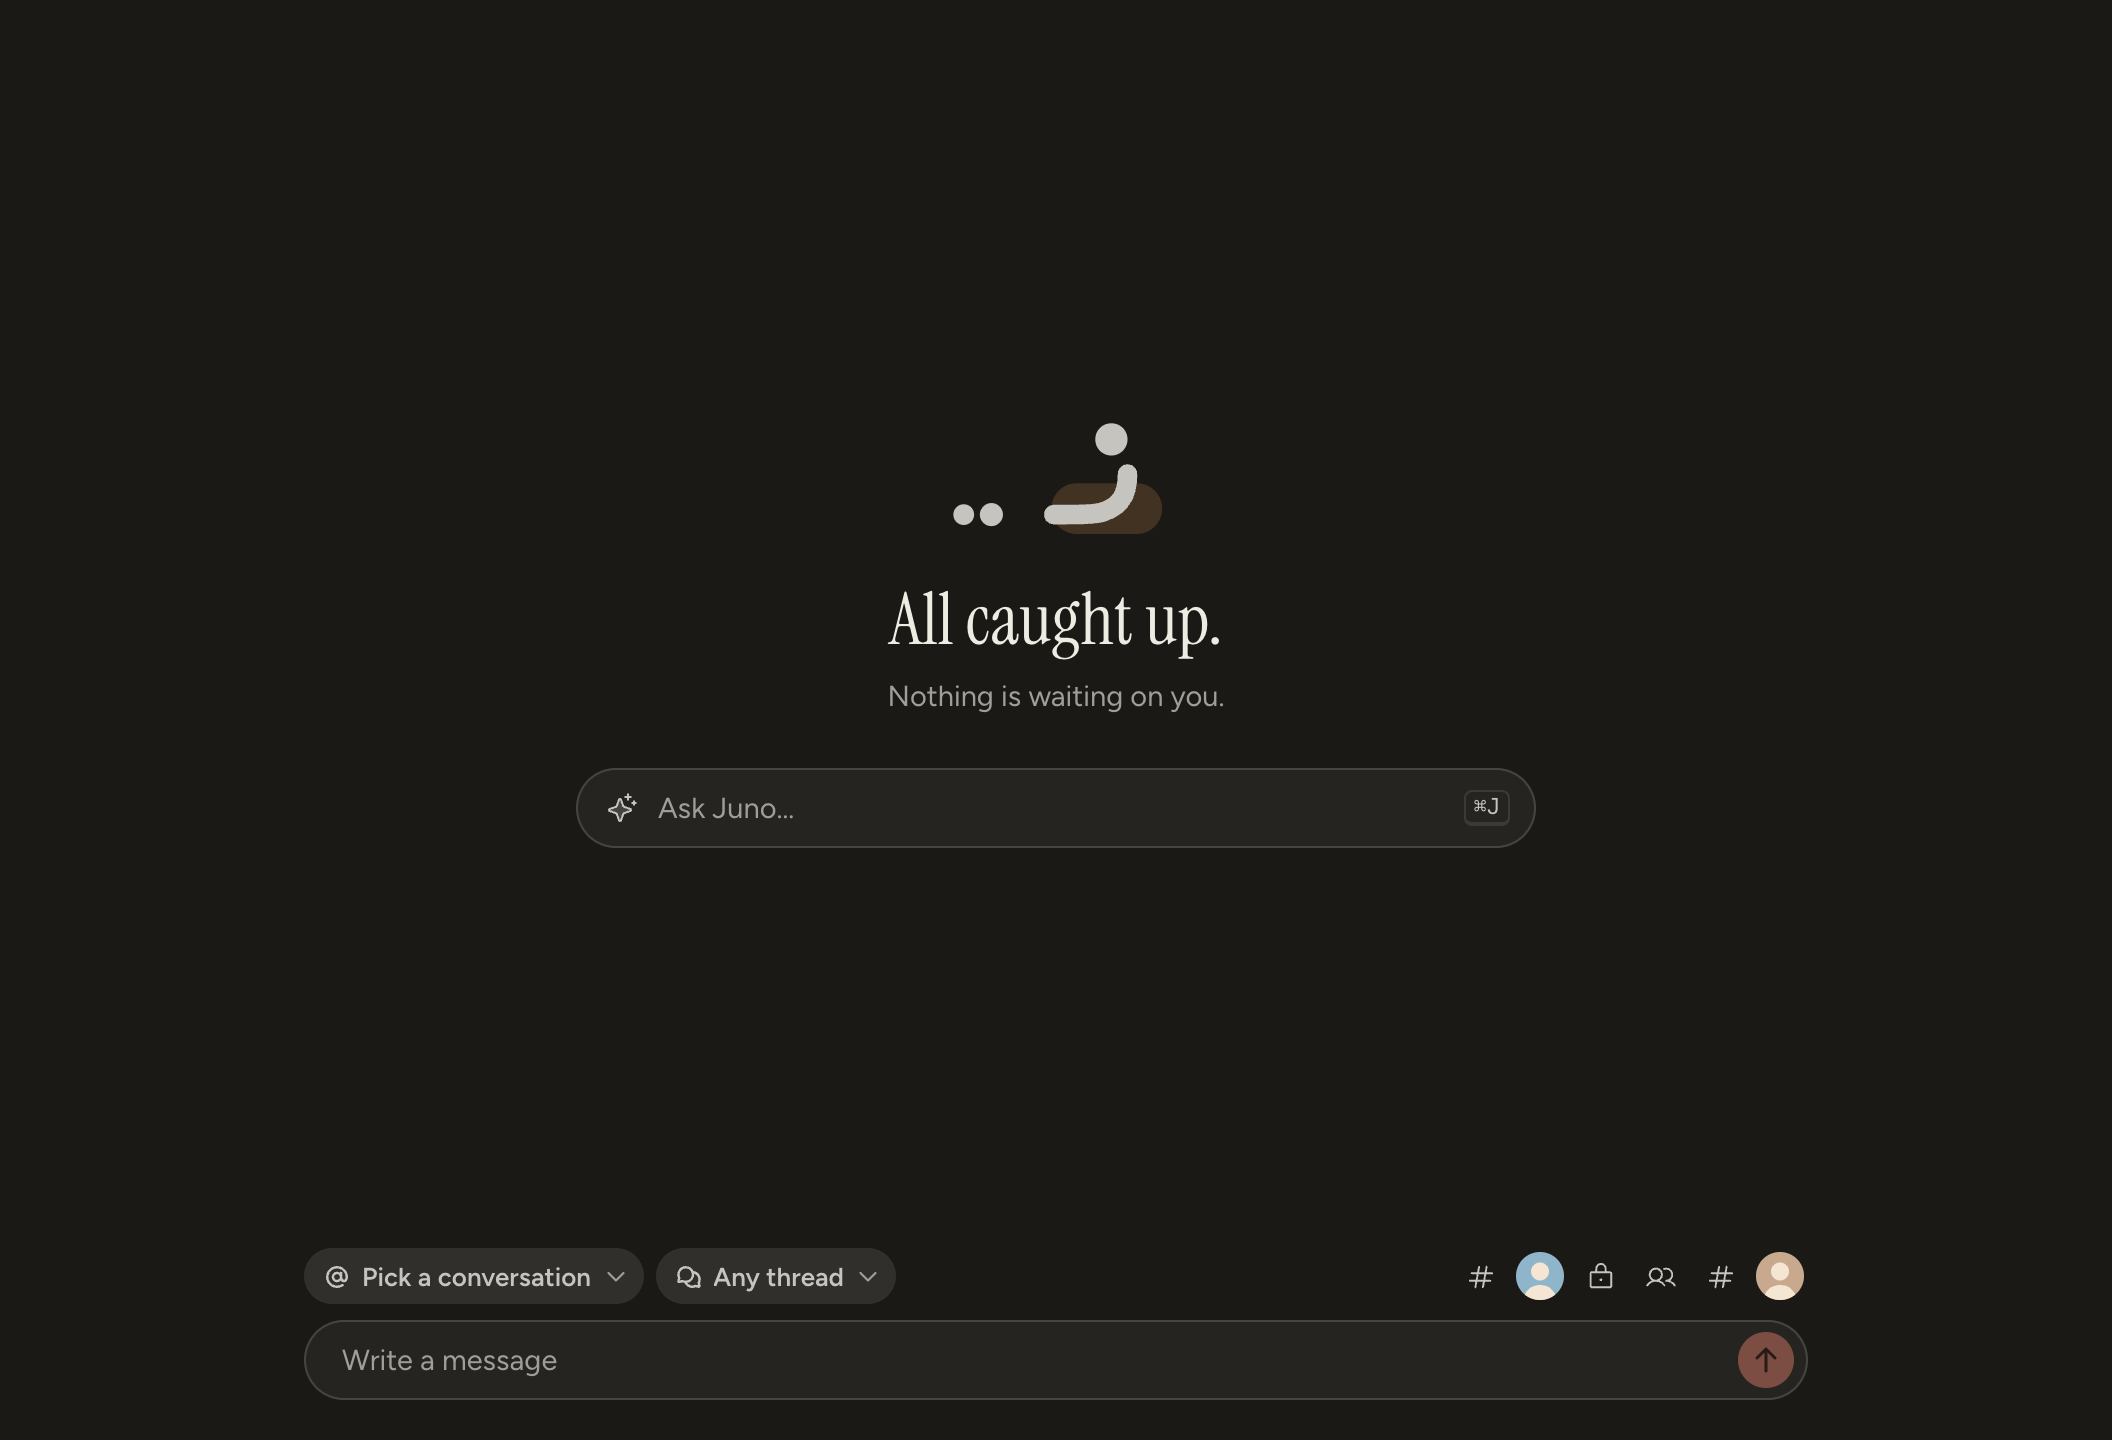 All caught up.
Nothing is waiting on you.
Ask Juno...
⌘J
Pick a conversation
Any thread
Write a message